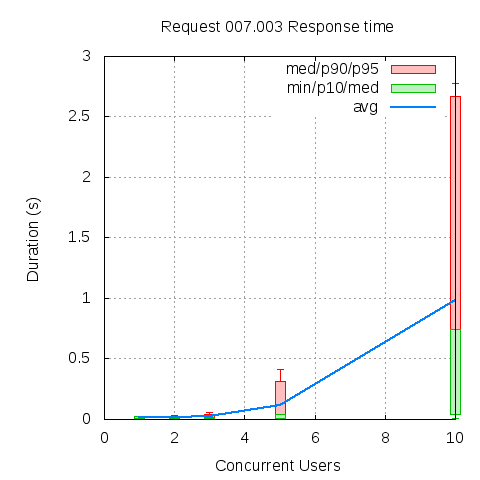 Request 007.003 Response time
med/p90/p95
min/p10/med
avg
Duration (s)
3
2.5
2
1.5
1
0.5
0
0 2 4 6 8 10
Concurrent Users